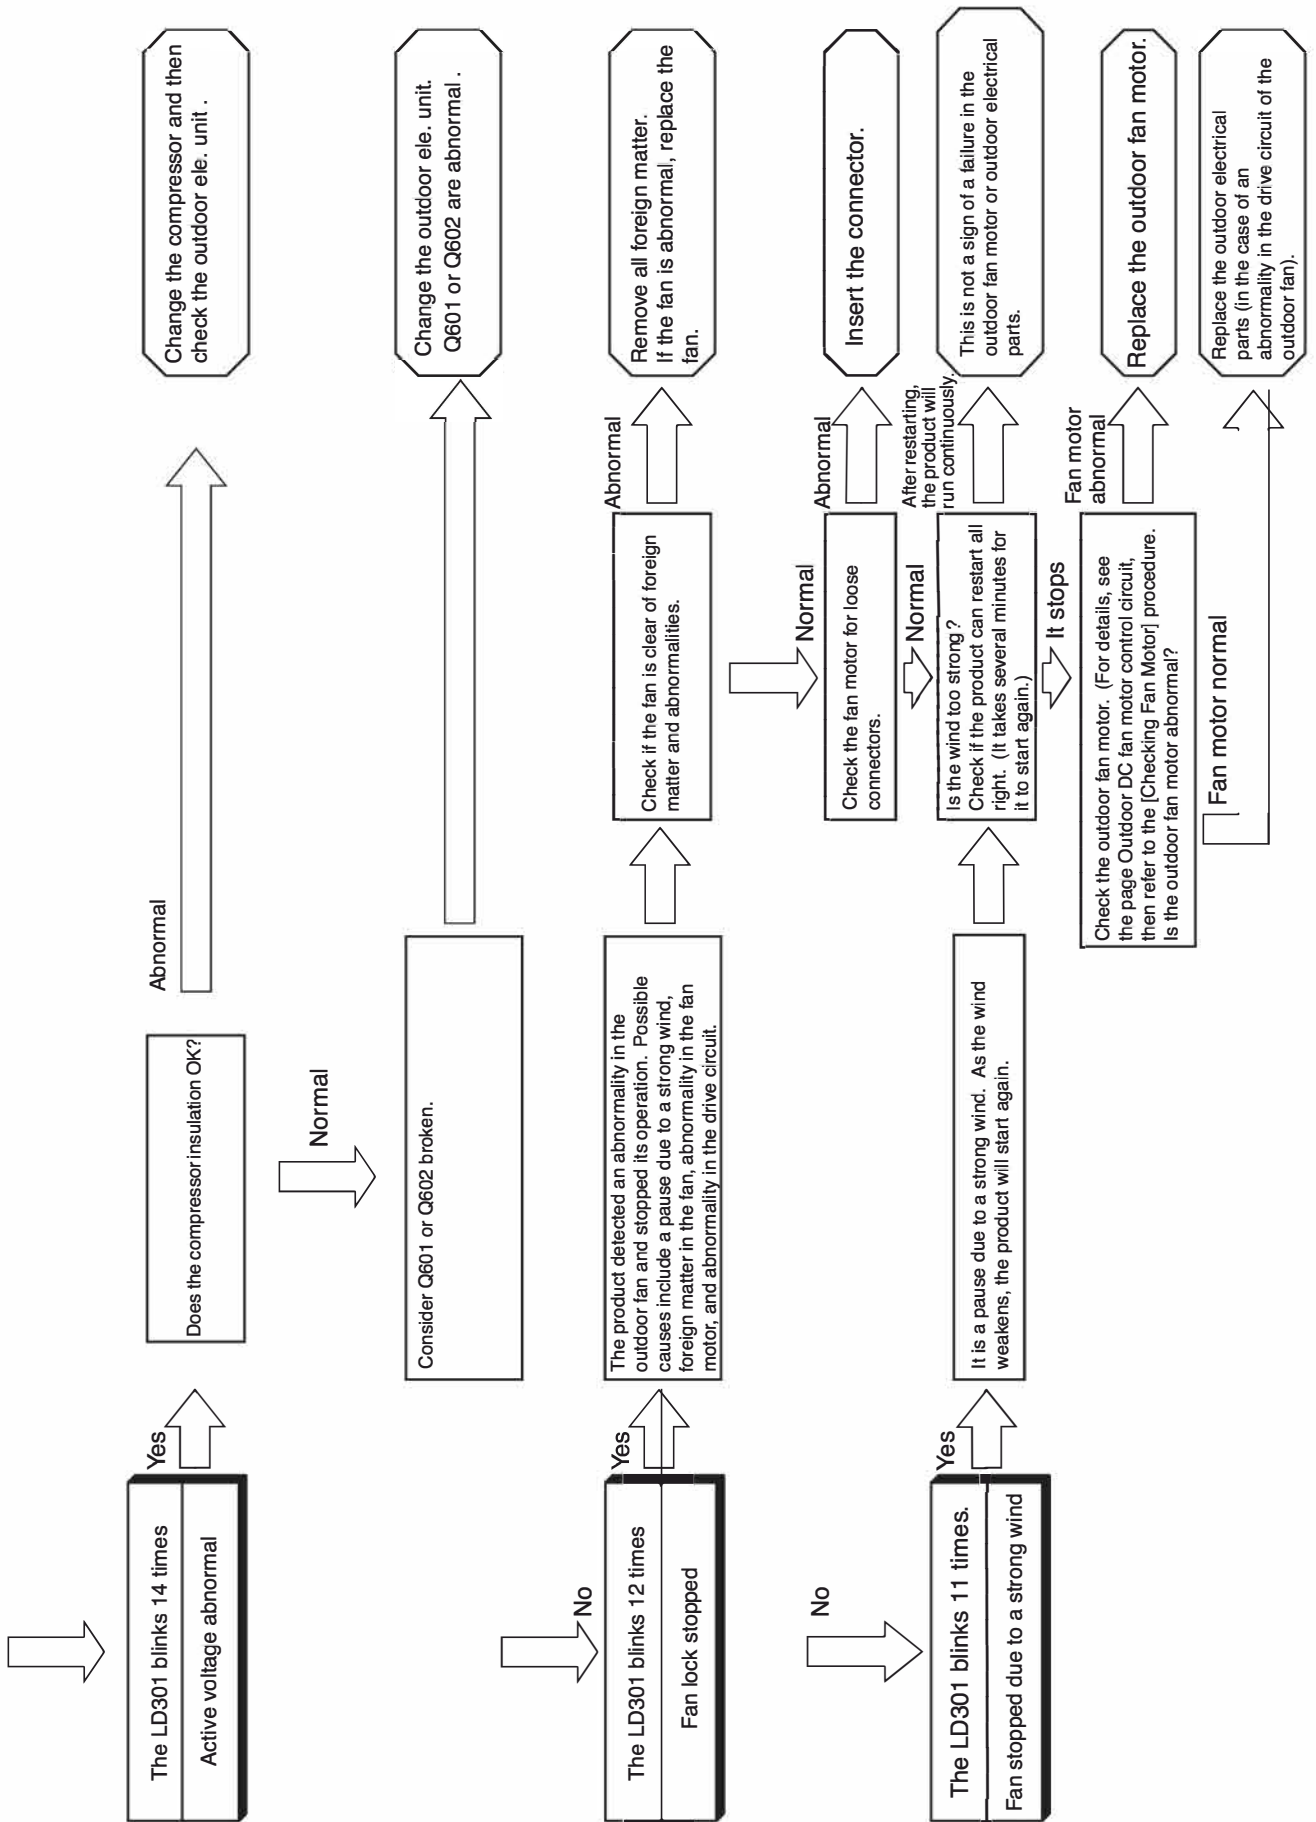 The LD301 blinks 14 times
Active voltage abnormal
Yes
Does the compressor insulation OK?
Abnormal
Change the compressor and then
check the outdoor ele. unit .
Normal
Consider Q601 or Q602 broken.
Change the outdoor ele. unit.
Q601 or Q602 are abnormal .
No
The LD301 blinks 12 times
Fan lock stopped
Yes
The product detected an abnormality in the
outdoor fan and stopped its operation. Possible
causes include a pause due to a strong wind,
foreign matter in the fan, abnormality in the fan
motor, and abnormality in the drive circuit.
Check if the fan is clear of foreign
matter and abnormalities.
Abnormal
Remove all foreign matter.
If the fan is abnormal, replace the
fan.
Normal
Check the fan motor for loose
connectors.
Abnormal
Insert the connector.
Normal
No
The LD301 blinks 11 times.
Fan stopped due to a strong wind
Yes
It is a pause due to a strong wind. As the wind
weakens, the product will start again.
Is the wind too strong ?
Check if the product can restart all
right. (It takes several minutes for
it to start again.)
After restarting,
the product will
run continuously.
This is not a sign of a failure in the
outdoor fan motor or outdoor electrical
parts.
It stops
Check the outdoor fan motor. (For details, see
the page Outdoor DC fan motor control circuit,
then refer to the [Checking Fan Motor] procedure.
Is the outdoor fan motor abnormal?
Fan motor
abnormal
Replace the outdoor fan motor.
Fan motor normal
Replace the outdoor electrical
parts (in the case of an
abnormality in the drive circuit of the
outdoor fan).